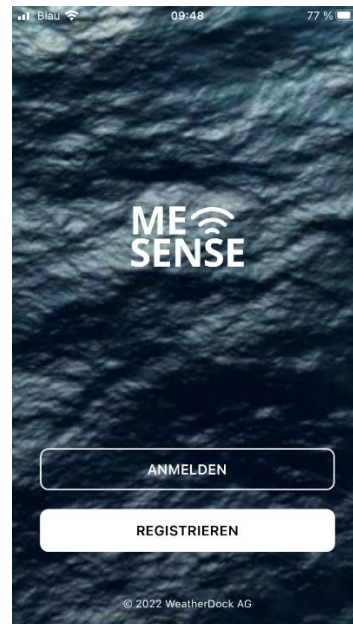 Blau 09:48 77 %
ME
SENSE
ANMELDEN
REGISTRIEREN
© 2022 WeatherDock AG